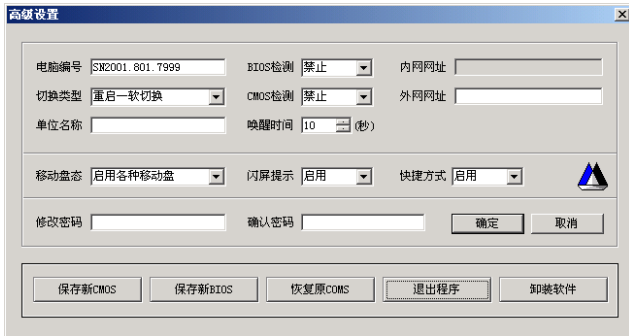 高级设置
电脑编号 SN2001.801.7999 BIOS检测 禁止 内网网址
切换类型 重启一软切换 CMOS检测 禁止 外网网址
单位名称 唤醒时间 10 (秒)
移动盘态 启用各种移动盘 闪屏提示 启用 快捷方式 启用
修改密码 确认密码 确定 取消
保存新CMOS 保存新BIOS 恢复原COMS 退出程序 卸装软件